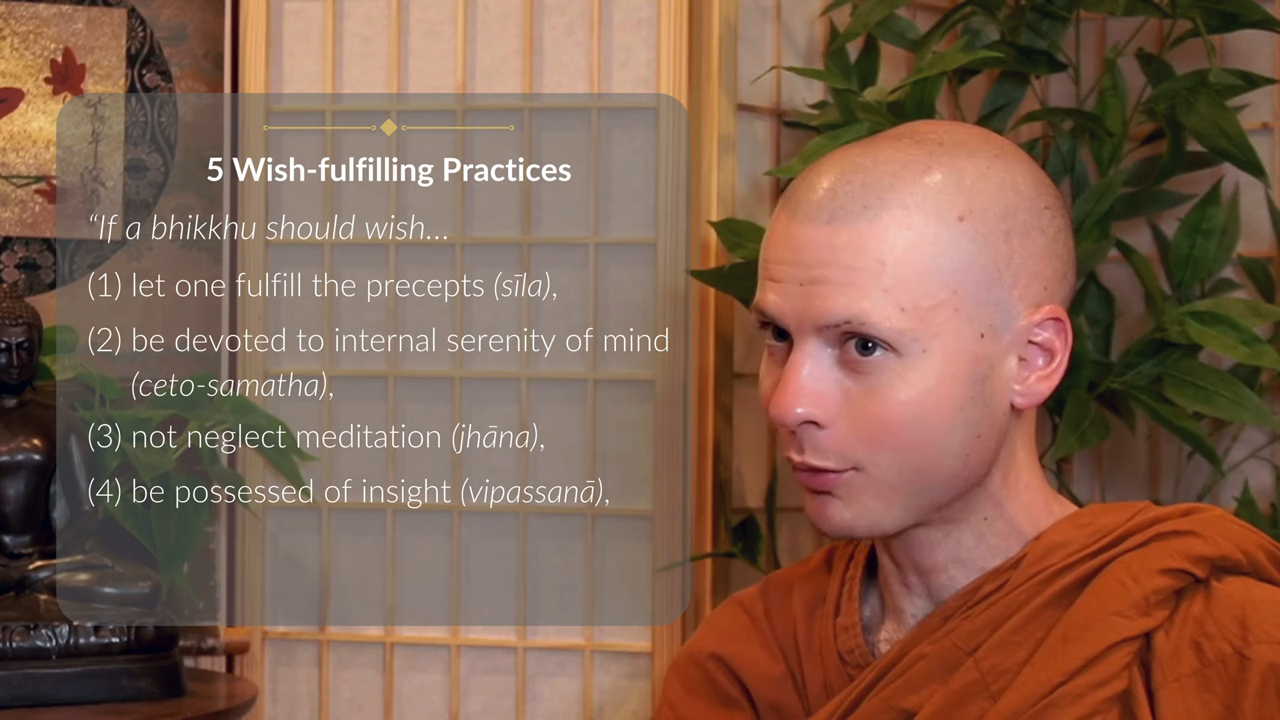 5 Wish-fulfilling Practices
“If a bhikkhu should wish...
(1) let one fulfill the precepts (sīla),
(2) be devoted to internal serenity of mind
(ceto-samatha),
(3) not neglect meditation (jhāna),
(4) be possessed of insight (vipassanā),